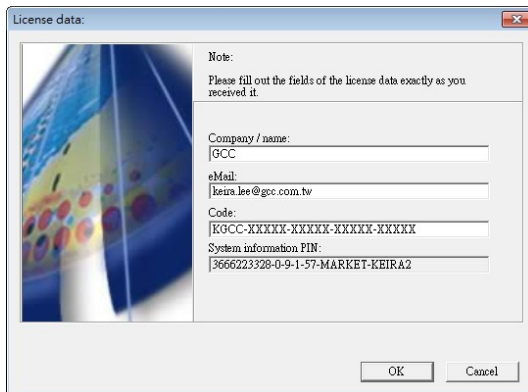 License data:
Note:
Please fill out the fields of the license data exactly as you
received it.
Company / name:
GCC
eMail:
keira.lee@gcc.com.tw
Code:
KGCC-XXXXX-XXXXX-XXXXX-XXXXX
System information PIN:
3666223328-0-9-1-57-MARKET-KEIRA2
OK Cancel